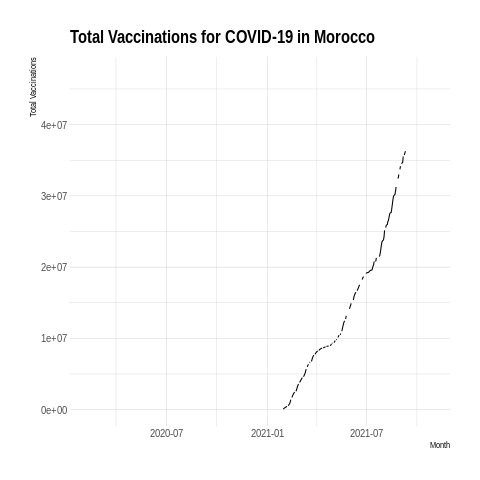 Total Vaccinations for COVID-19 in Morocco
Total Vaccinations
4e+07
3e+07
2e+07
1e+07
0e+00
2020-07
2021-01
2021-07
Month